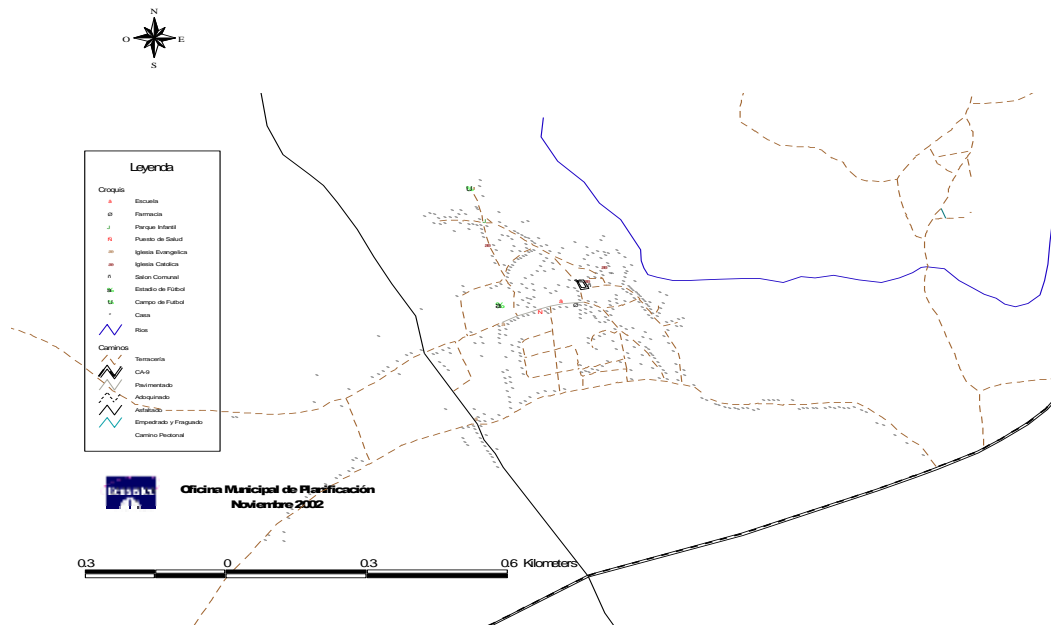 N
O E
S
Leyenda
Croquis
a Escuela
Farmacia
Parque Infantil
Ñ Puesto de Salud
Iglesia Evangelica
Iglesia Catolica
Salon Comunal
a Estadio de Fútbol
u Campo de Futbol
Casa
Rios
Caminos
Terracería
CA-9
Pavimentado
Adoquinado
Asfaltado
Empedrado y Fraguado
Camino Peotonal
Oficina Municipal de Planificación
Noviembre 2002
0.3 0 0.3 0.6 Kilometers
u
a
Ñ
a